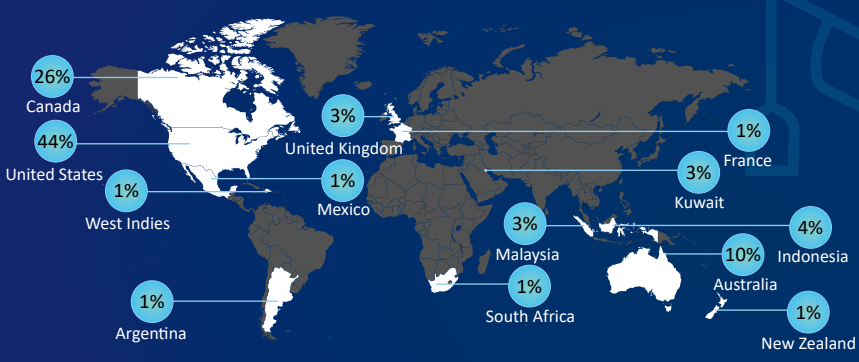 26%
Canada
44%
United States
1%
West Indies
3%
United Kingdom
1%
Mexico
1%
France
3%
Kuwait
3%
Malaysia
4%
Indonesia
10%
Australia
1%
South Africa
1%
Argentina
1%
New Zealand